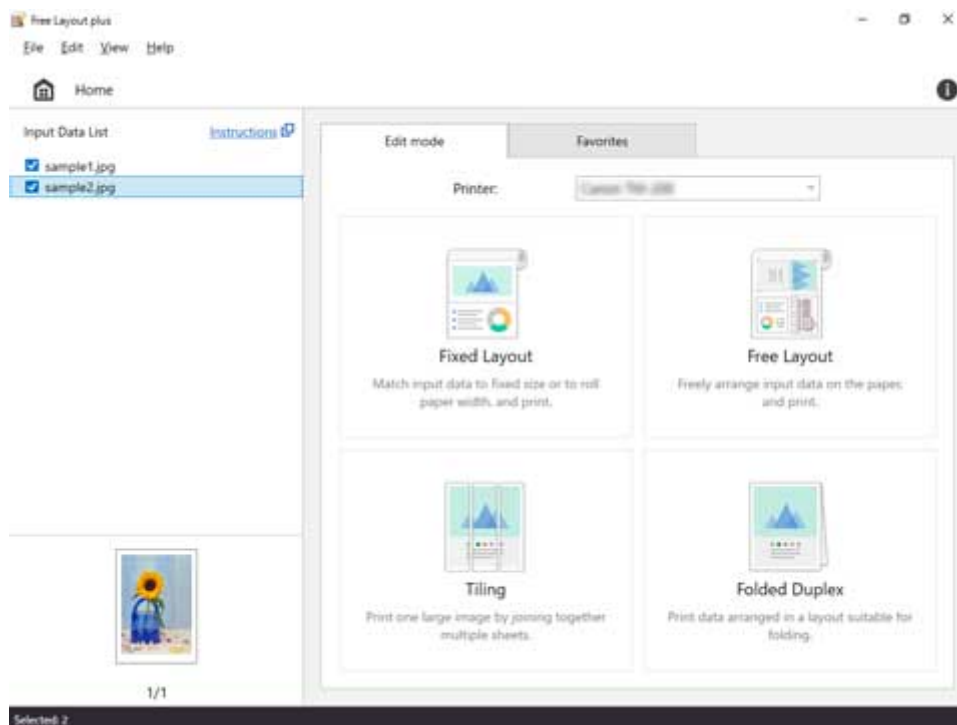 Free Layout plus
File Edit View Help
Home
Input Data List Instructions
sample1.jpg
sample2.jpg
Edit mode Favorites
Printer:
Fixed Layout
Match input data to fixed size or to roll
paper width, and print.
Free Layout
Freely arrange input data on the paper,
and print.
Tiling
Print one large image by joining together
multiple sheets.
Folded Duplex
Print data arranged in a layout suitable for
folding.
1/1
Selected: 2